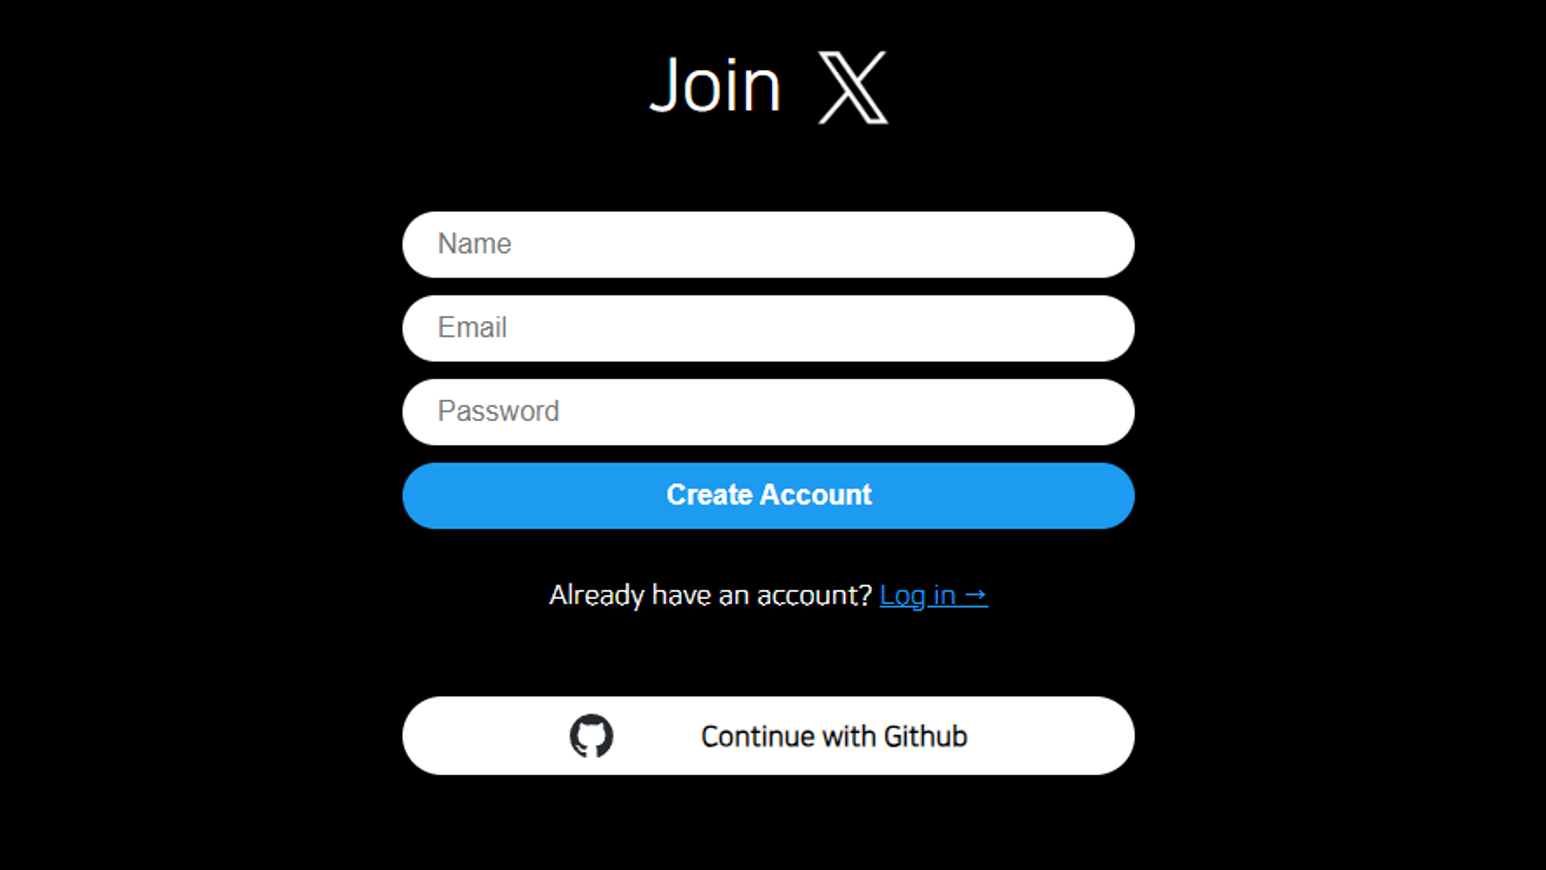 Join X
Name
Email
Password
Create Account
Already have an account? Log in →
Continue with Github